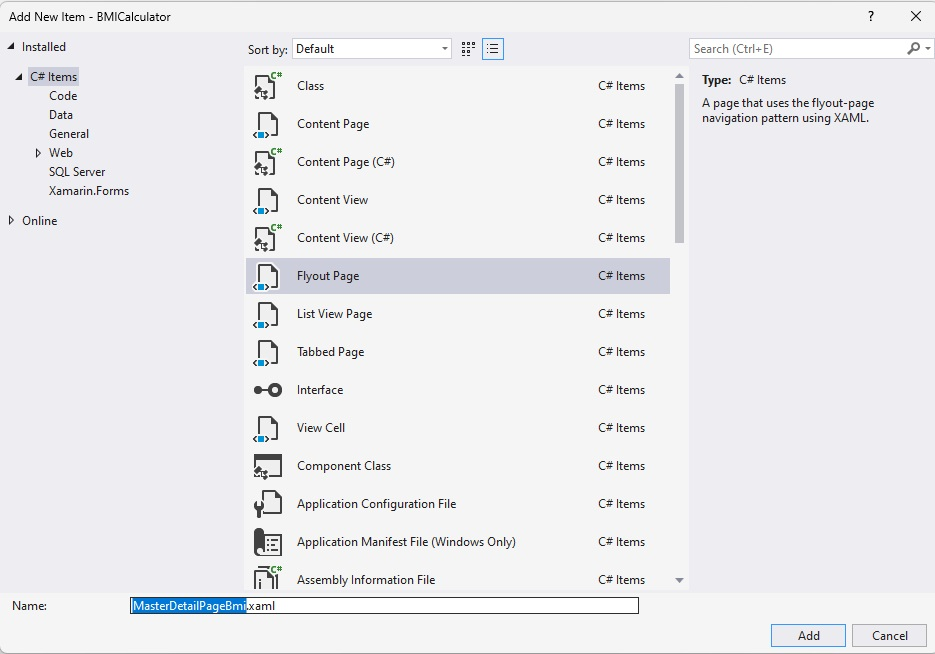 Add New Item - BMICalculator
?
Installed
C# Items
Code
Data
General
Web
SQL Server
Xamarin.Forms
Online
Sort by: Default
Class C# Items
Content Page C# Items
Content Page (C#) C# Items
Content View C# Items
Content View (C#) C# Items
Flyout Page C# Items
List View Page C# Items
Tabbed Page C# Items
Interface C# Items
View Cell C# Items
Component Class C# Items
Application Configuration File C# Items
Application Manifest File (Windows Only) C# Items
Assembly Information File C# Items
Search (Ctrl+E)
Type: C# Items
A page that uses the flyout-page
navigation pattern using XAML.
Name: MasterDetailPageBmi.xaml
Add Cancel